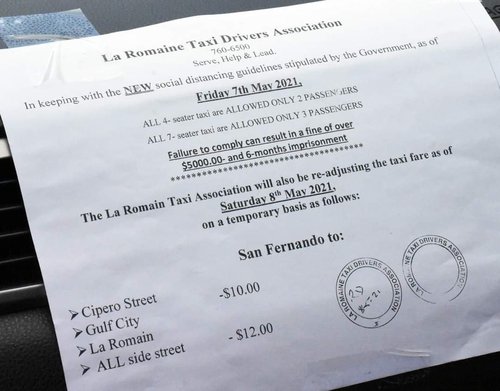 La Romaine Taxi Drivers Association
760-6500
Serve, Help & Lead.
In keeping with the NEW social distancing guidelines stipulated by the Government, as of
Friday 7th May 2021,
ALL 4- seater taxi are ALLOWED ONLY 2 PASSENGERS
ALL 7- seater taxi are ALLOWED ONLY 3 PASSENGERS
Failure to comply can result in a fine of over
$5000.00- and 6-months imprisonment
The La Romain Taxi Association will also be re-adjusting the taxi fare as of
Saturday 8th May 2021,
on a temporary basis as follows:
San Fernando to:
➤Cipero Street -$10.00
➤Gulf City
➤La Romain - $12.00
➤ALL side street
LA ROMAINE TAXI DRIVERS ASSOCIATION
LA ROMAINE TAXI DRIVERS ASSOCIATION